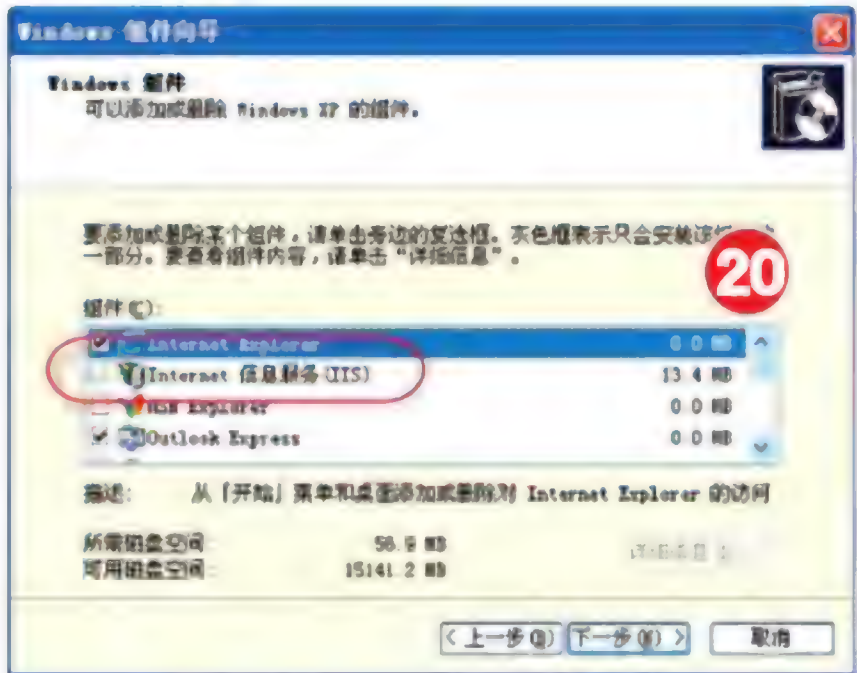 Windows 组件向导
Windows 组件
可以添加或删除 Windows XP 的组件。
要添加或删除某个组件，请单击旁边的复选框。灰色框表示只会安装该
一部分。要查看组件内容，请单击“详细信息”。
20
组件(C):
Internet Explorer 0.0 MB
Internet 信息服务(IIS) 13.4 MB
MSN Explorer 0.0 MB
Outlook Express 0.0 MB
描述: 从「开始」菜单和桌面添加或删除对 Internet Explorer 的访问
所需磁盘空间: 56.9 MB
可用磁盘空间: 15141.2 MB
< 上一步(B) 下一步(N) > 取消